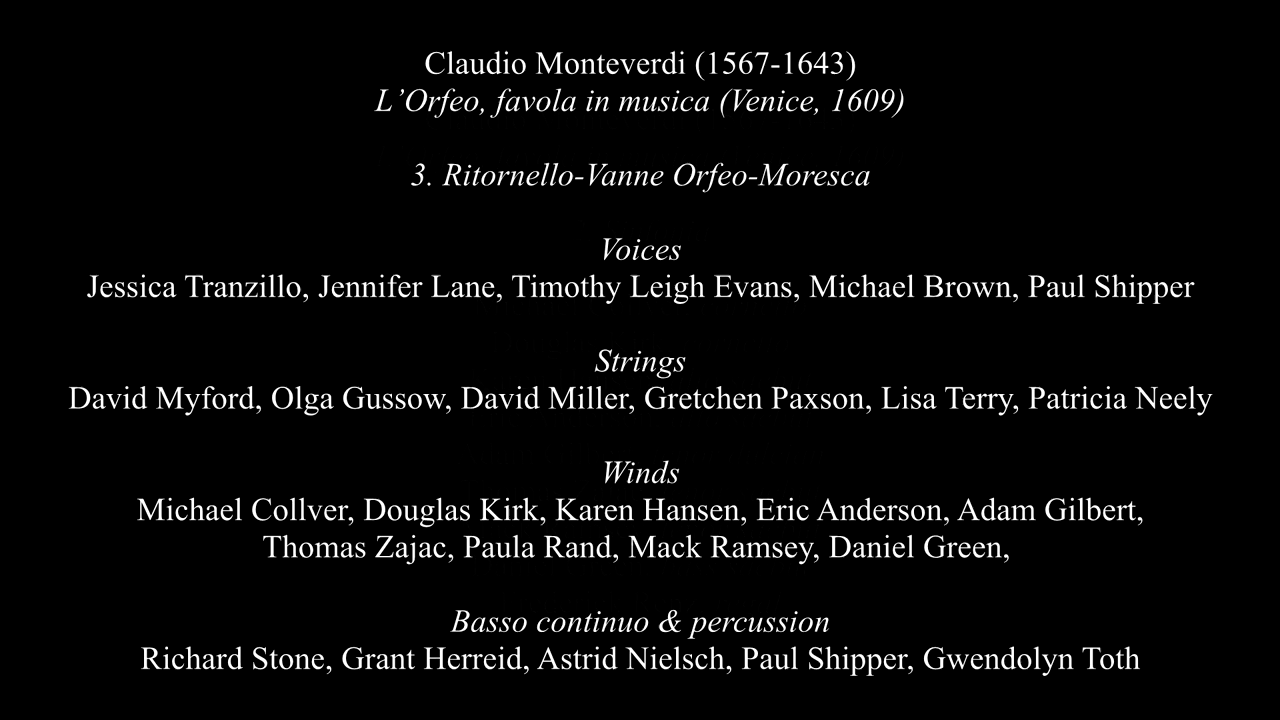 Claudio Monteverdi (1567-1643)
L’Orfeo, favola in musica (Venice, 1609)
3. Ritornello-Vanne Orfeo-Moresca
Voices
Jessica Tranzillo, Jennifer Lane, Timothy Leigh Evans, Michael Brown, Paul Shipper
Strings
David Myford, Olga Gussow, David Miller, Gretchen Paxson, Lisa Terry, Patricia Neely
Winds
Michael Collver, Douglas Kirk, Karen Hansen, Eric Anderson, Adam Gilbert,
Thomas Zajac, Paula Rand, Mack Ramsey, Daniel Green,
Basso continuo & percussion
Richard Stone, Grant Herreid, Astrid Nielsch, Paul Shipper, Gwendolyn Toth